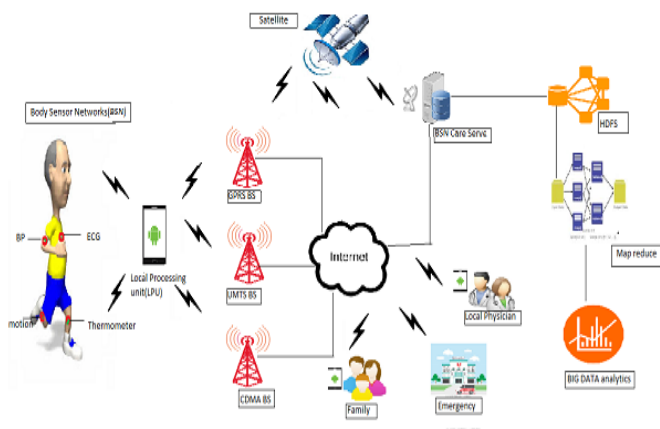 Satellite
Body Sensor Networks(BSN)
BSN Care Serve
HDFS
GPRS BS
BP
ECG
Local Processing
unit(LPU)
UMTS BS
Internet
Map reduce
motion
Thermometer
Local Physician
CDMA BS
Family
Emergency
BIG DATA analytics